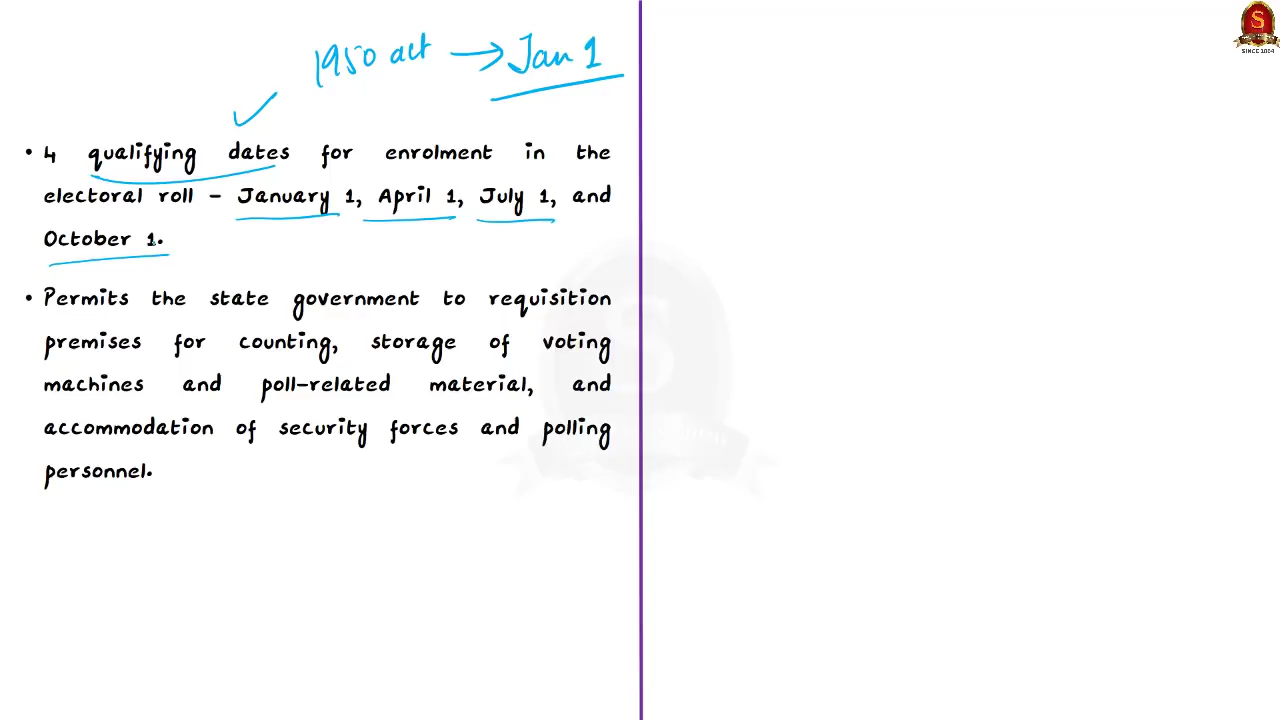 1950 act → Jan 1
• 4 qualifying dates for enrolment in the
electoral roll – January 1, April 1, July 1, and
October 1.
• Permits the state government to requisition
premises for counting, storage of voting
machines and poll-related material, and
accommodation of security forces and polling
personnel.
S
SINCE 1884